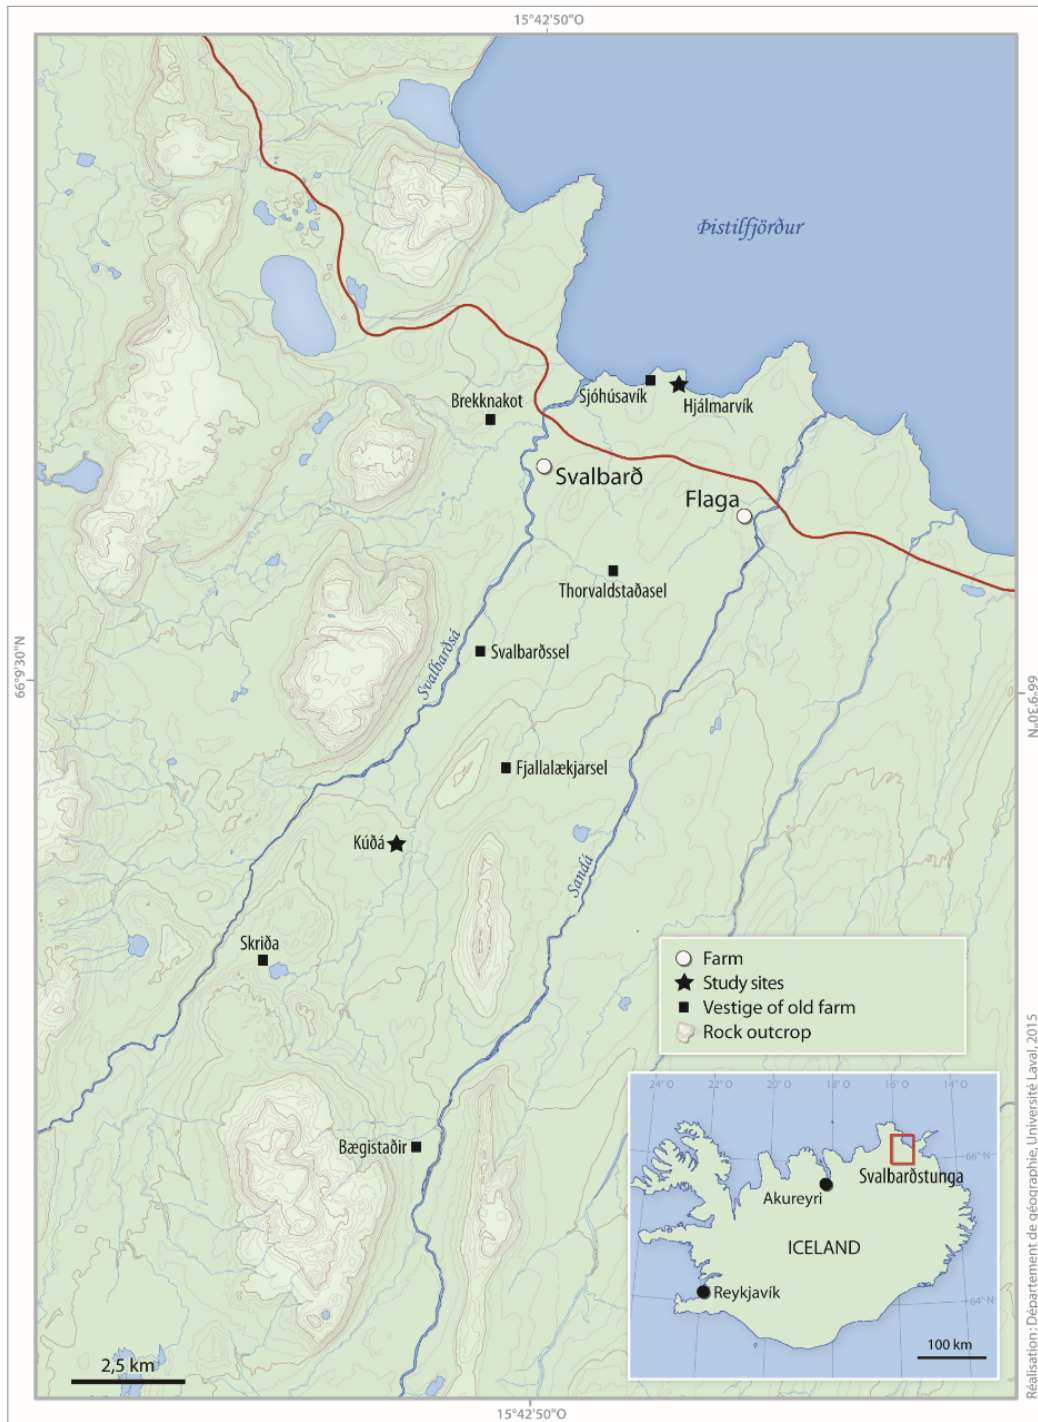 15°42'50"O
Þistilfjörður
Sjóhúsavík
Hjálmarvík
Brekknakot
Svalbarð
Flaga
Thorvaldstaðasel
Svalbarðsá
Svalbarðssel
66°9'30"N
66°9'30"N
Fjallalækjarsel
Kúðá
Sandá
Skriða
Farm
Study sites
Vestige of old farm
Rock outcrop
Bægistaðir
24° O
22° O
20° O
18° O
16° O
14° O
66° N
Svalbarðstunga
Akureyri
ICELAND
Reykjavík
64° N
100 km
2,5 km
15°42'50"O
Réalisation: Département de géographie, Université Laval, 2015